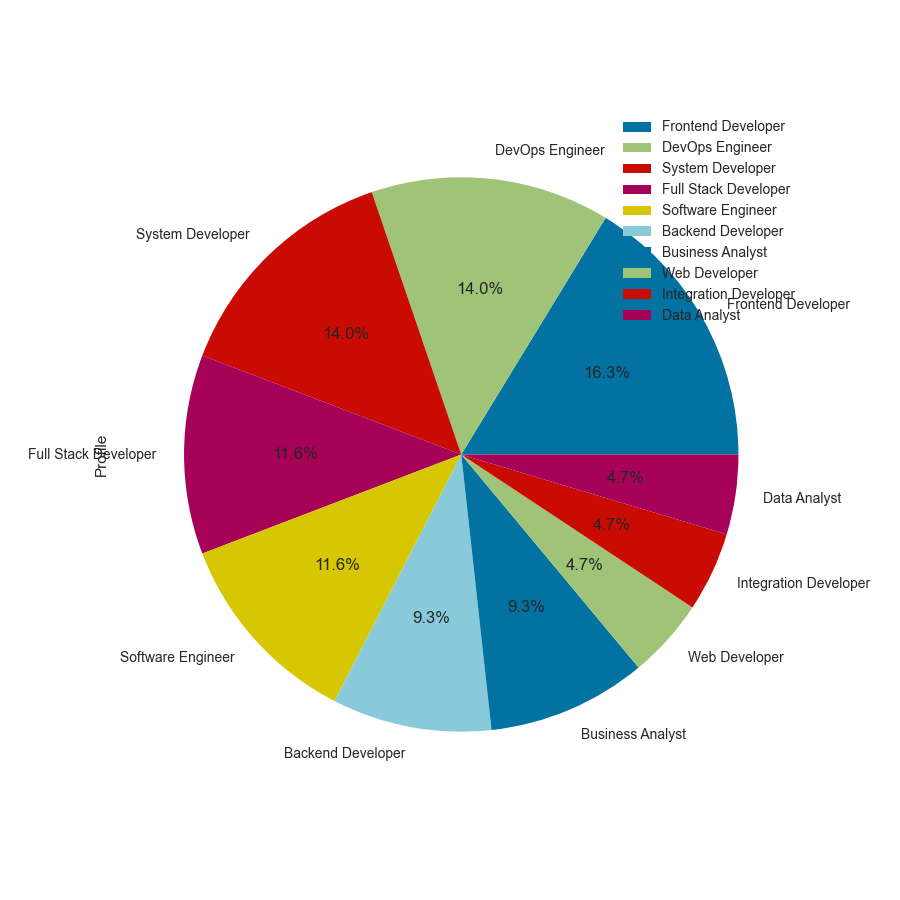 DevOps Engineer
Frontend Developer
DevOps Engineer
System Developer
Full Stack Developer
Software Engineer
Backend Developer
Business Analyst
Web Developer
Integration Developer
Data Analyst
System Developer
Frontend Developer
14.0%
14.0%
16.3%
Full Stack Developer
Profile
11.6%
4.7%
Data Analyst
4.7%
11.6%
4.7%
Integration Developer
9.3%
9.3%
Software Engineer
Web Developer
Business Analyst
Backend Developer